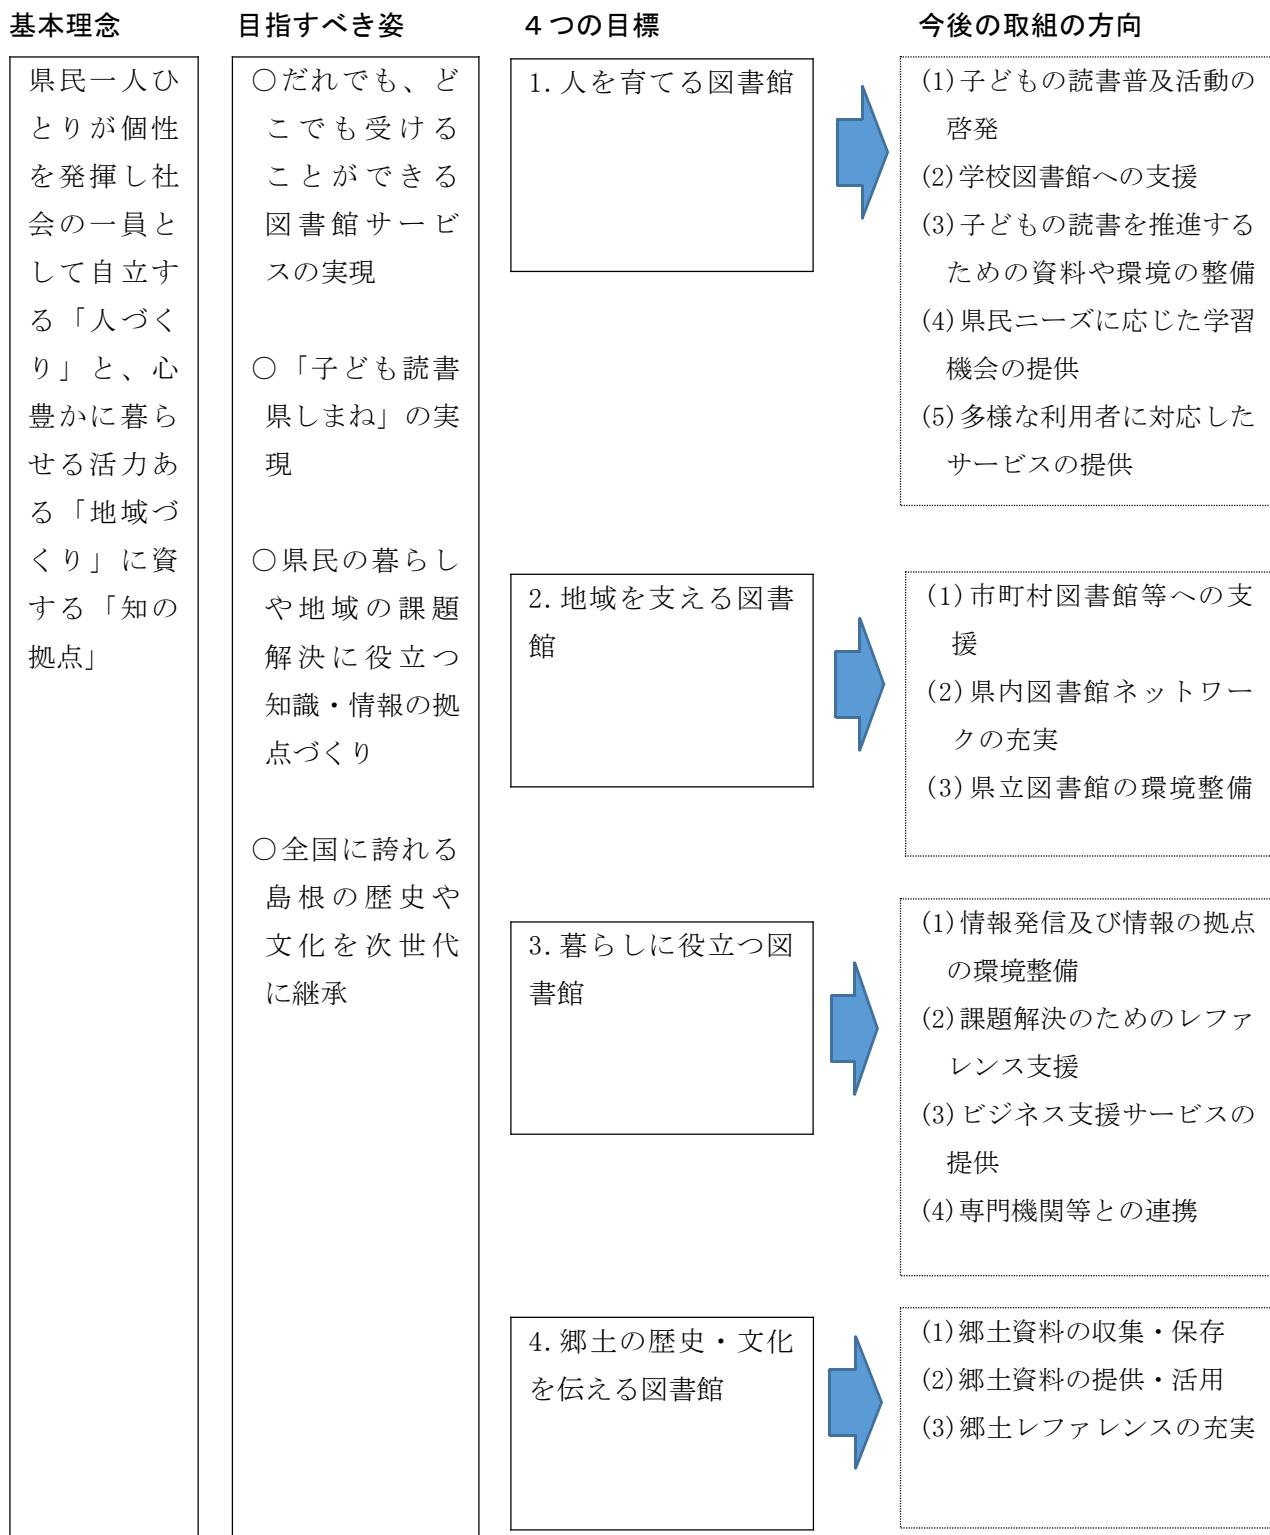 基本理念
目指すべき姿
４つの目標
今後の取組の方向
県民一人ひ
とりが個性
を発揮し社
会の一員と
して自立す
る「人づく
り」と、心
豊かに暮ら
せる活力あ
る「地域づ
くり」に資
する「知の
拠点」
○だれでも、ど
こでも受ける
ことができる
図書館サービ
スの実現
○「子ども読書
県しまね」の実
現
○県民の暮らし
や地域の課題
解決に役立つ
知識・情報の拠
点づくり
○全国に誇れる
島根の歴史や
文化を次世代
に継承
1.人を育てる図書館
(1)子どもの読書普及活動の
啓発
(2)学校図書館への支援
(3)子どもの読書を推進する
ための資料や環境の整備
(4)県民ニーズに応じた学習
機会の提供
(5)多様な利用者に対応した
サービスの提供
2.地域を支える図書
館
(1)市町村図書館等への支
援
(2)県内図書館ネットワー
クの充実
(3)県立図書館の環境整備
3.暮らしに役立つ図
書館
(1)情報発信及び情報の拠点
の環境整備
(2)課題解決のためのレファ
レンス支援
(3)ビジネス支援サービスの
提供
(4)専門機関等との連携
4.郷土の歴史・文化
を伝える図書館
(1)郷土資料の収集・保存
(2)郷土資料の提供・活用
(3)郷土レファレンスの充実